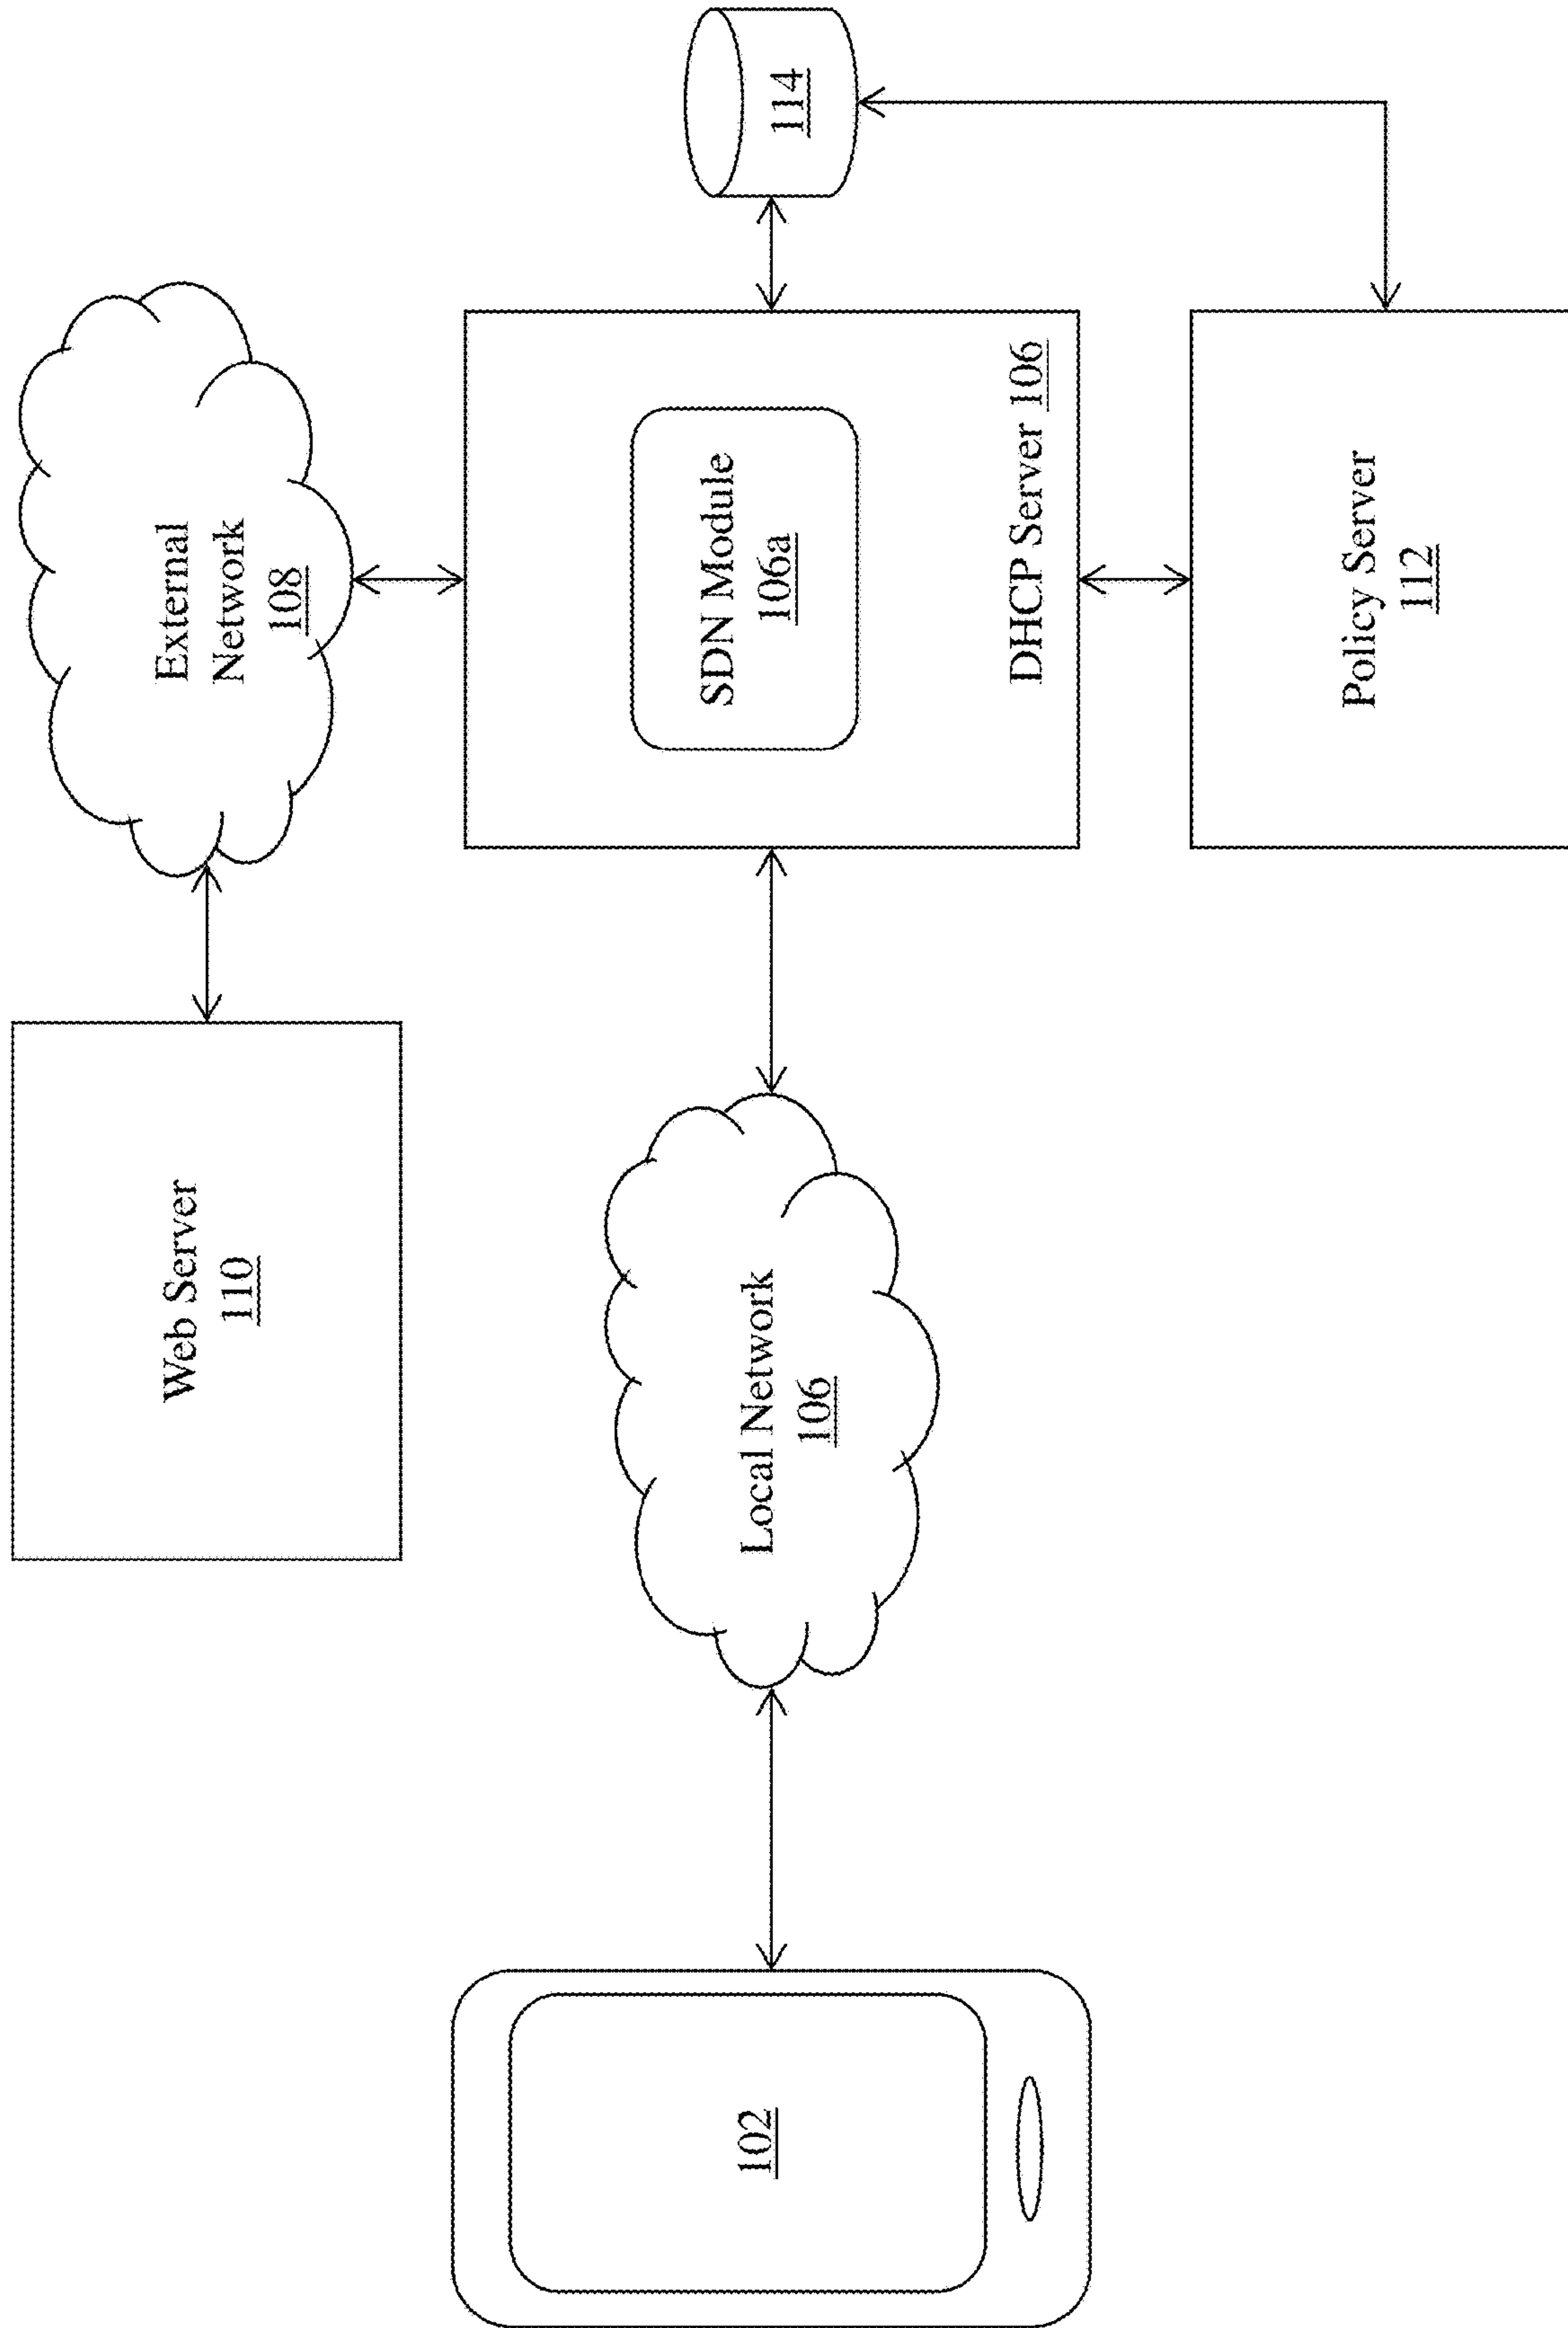 Web Server
110
External
Network
108
102
Local Network
106
SDN Module
106a
DHCP Server 106
114
Policy Server
112